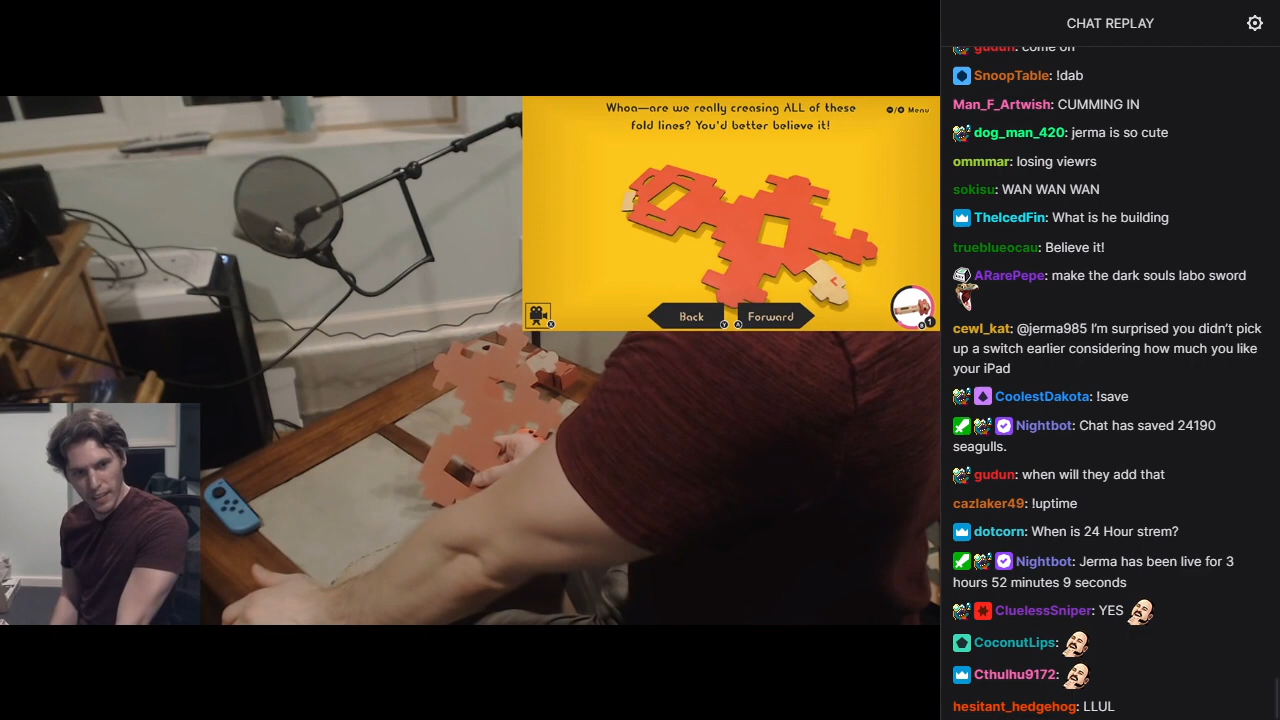 Whoa—are we really creasing ALL of these
fold lines? You'd better believe it!
Menu
Back
Forward
CHAT REPLAY
gudun: come on
SnoopTable: !dab
Man_F_Artwish: CUMMING IN
dog_man_420: jerma is so cute
ommmar: losing viewrs
sokisu: WAN WAN WAN
TheIcedFin: What is he building
trueblueocau: Believe it!
ARarePepe: make the dark souls labo sword
cewl_kat: @jerma985 I’m surprised you didn’t pick
up a switch earlier considering how much you like
your iPad
CoolestDakota: !save
Nightbot: Chat has saved 24190
seagulls.
gudun: when will they add that
cazlaker49: !uptime
dotcorn: When is 24 Hour strem?
Nightbot: Jerma has been live for 3
hours 52 minutes 9 seconds
CluelessSniper: YES
CoconutLips:
Cthulhu9172:
hesitant_hedgehog: LLUL